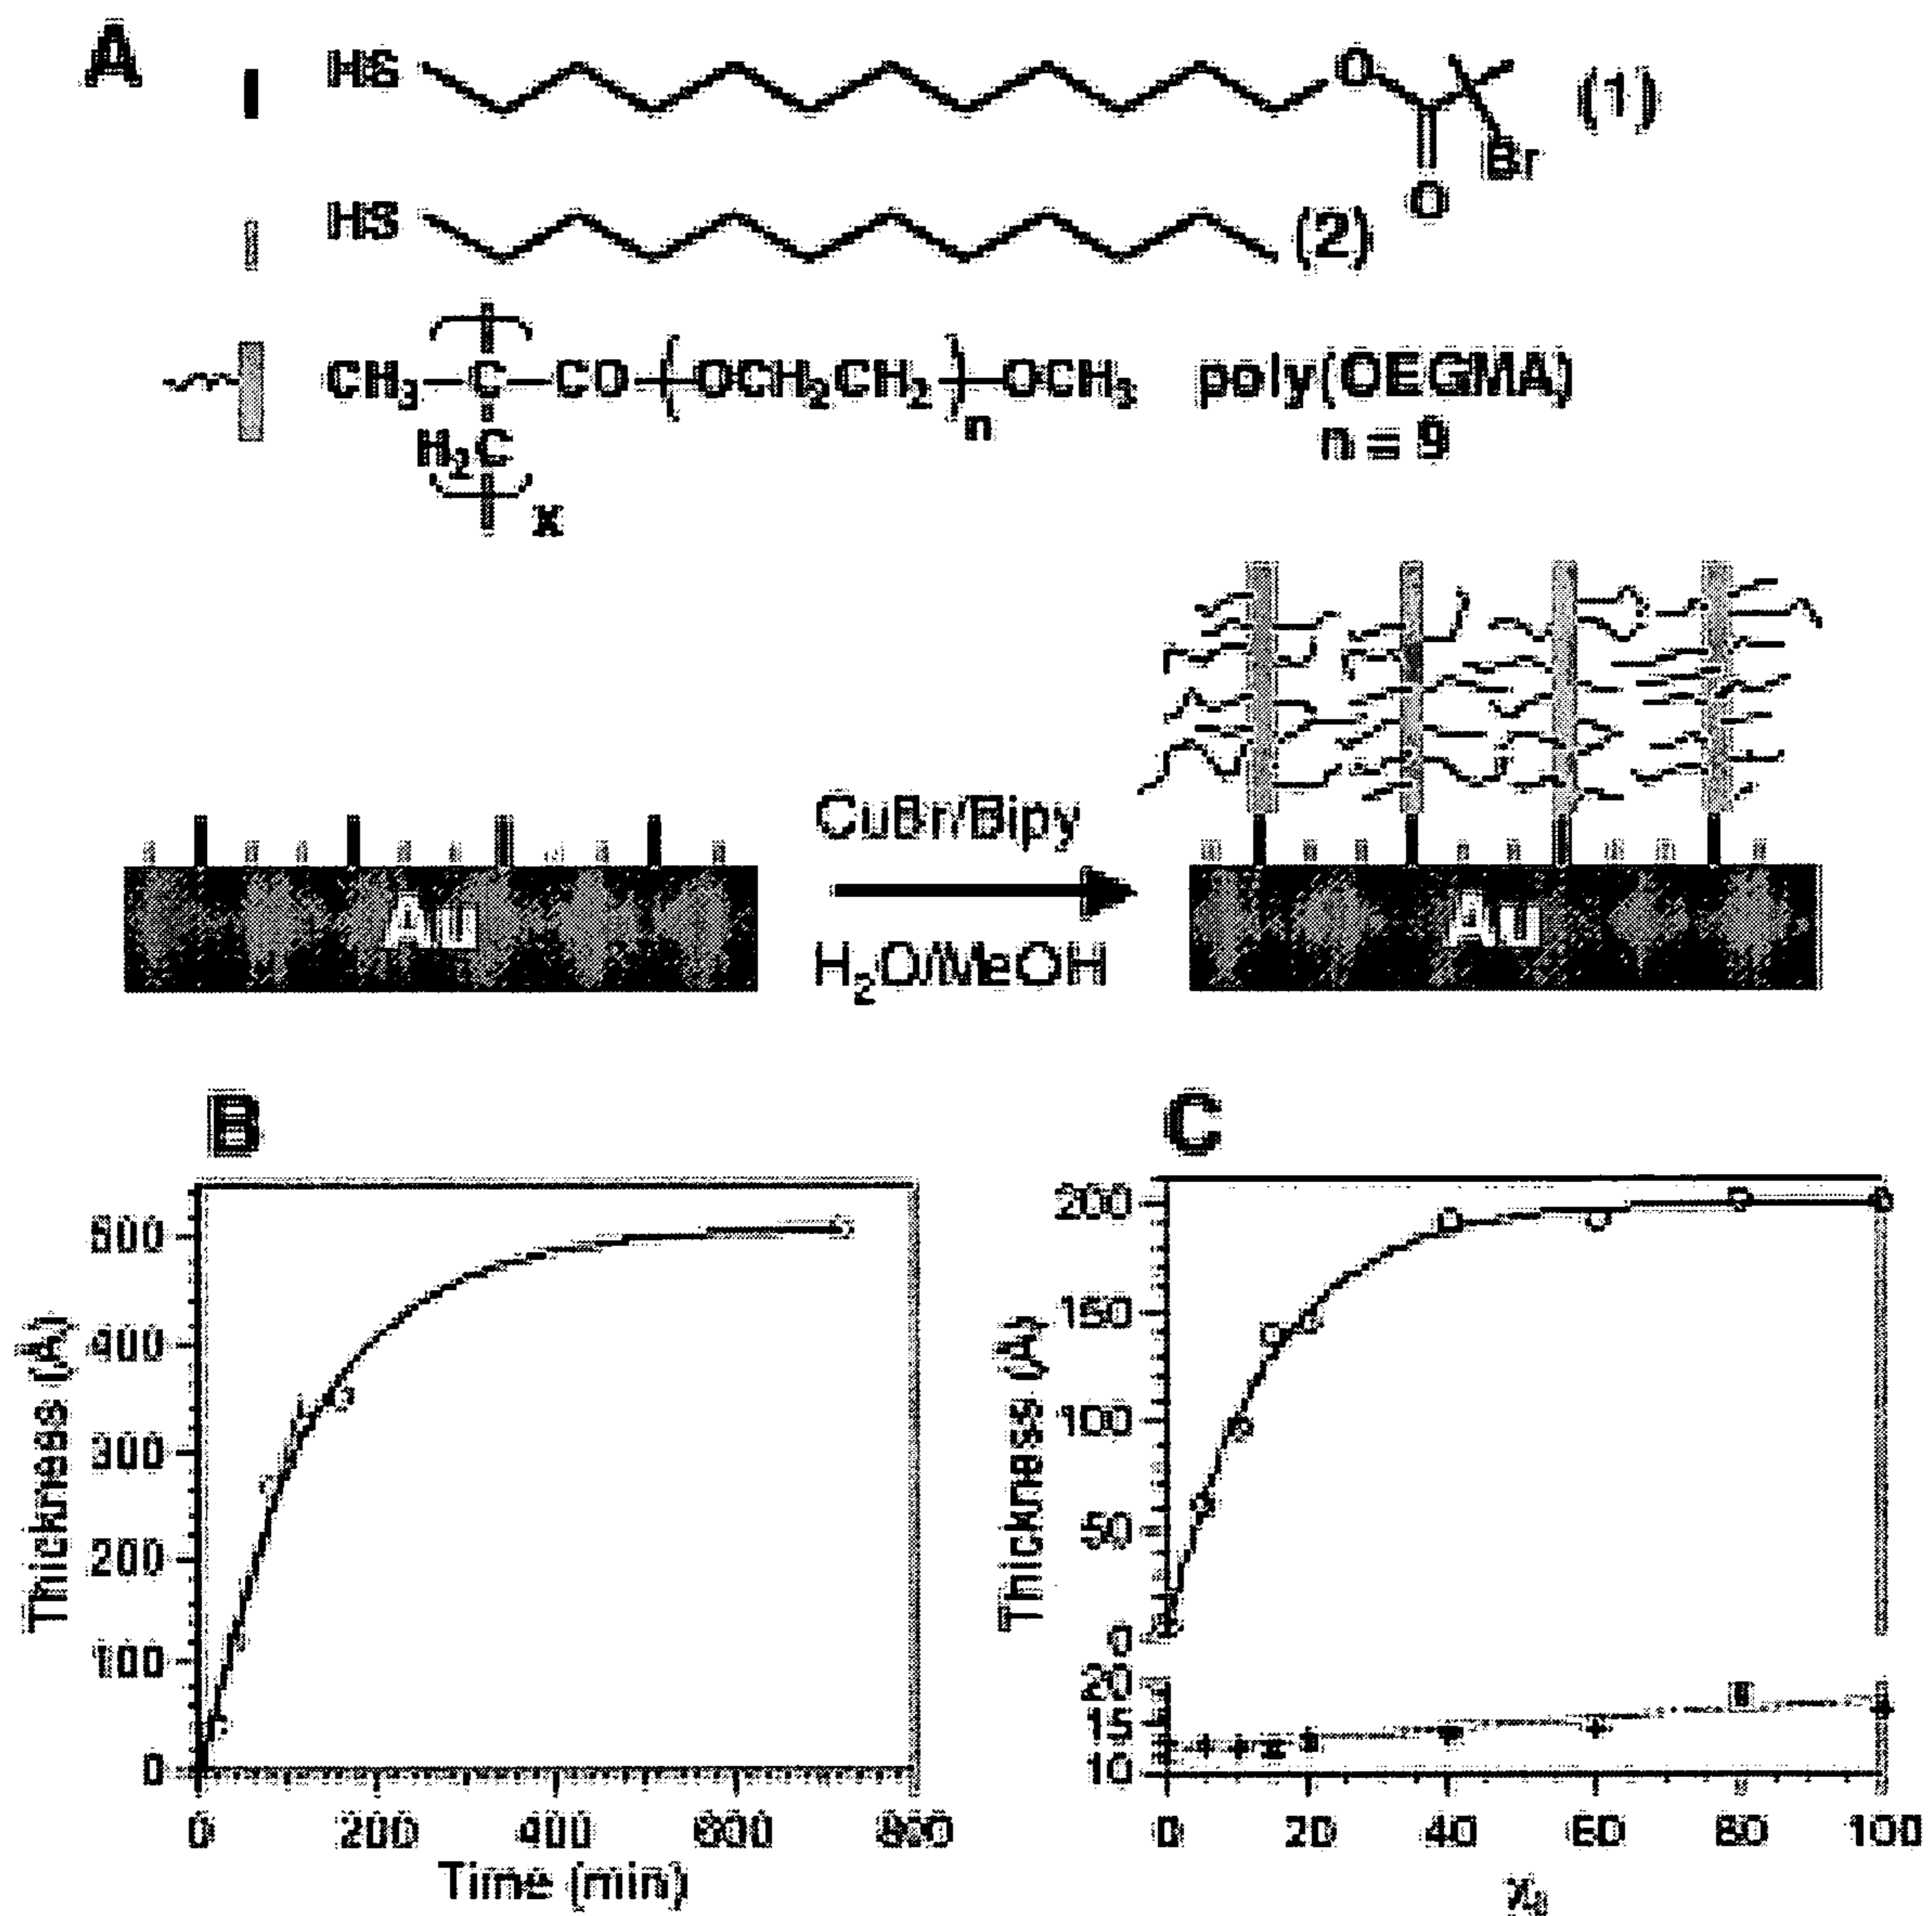 A
HS O (1)
Br
O
HS (2)
CH3—C—CO—(OCH2CH2)n—OCH3 poly(OEGMA)
H2C n = 9
x
CuBr/Bipy
Au Au
H2O/MeOH
B C
500
400
300
200
100
0
Thickness (Å)
0 200 400 600 800
Time (min)
200
150
100
50
0
20
15
10
Thickness (Å)
0 20 40 60 80 100